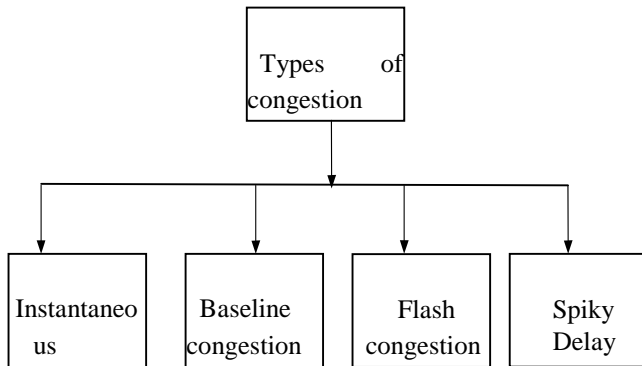 Types of
congestion
Instantaneo
us
Baseline
congestion
Flash
congestion
Spiky
Delay